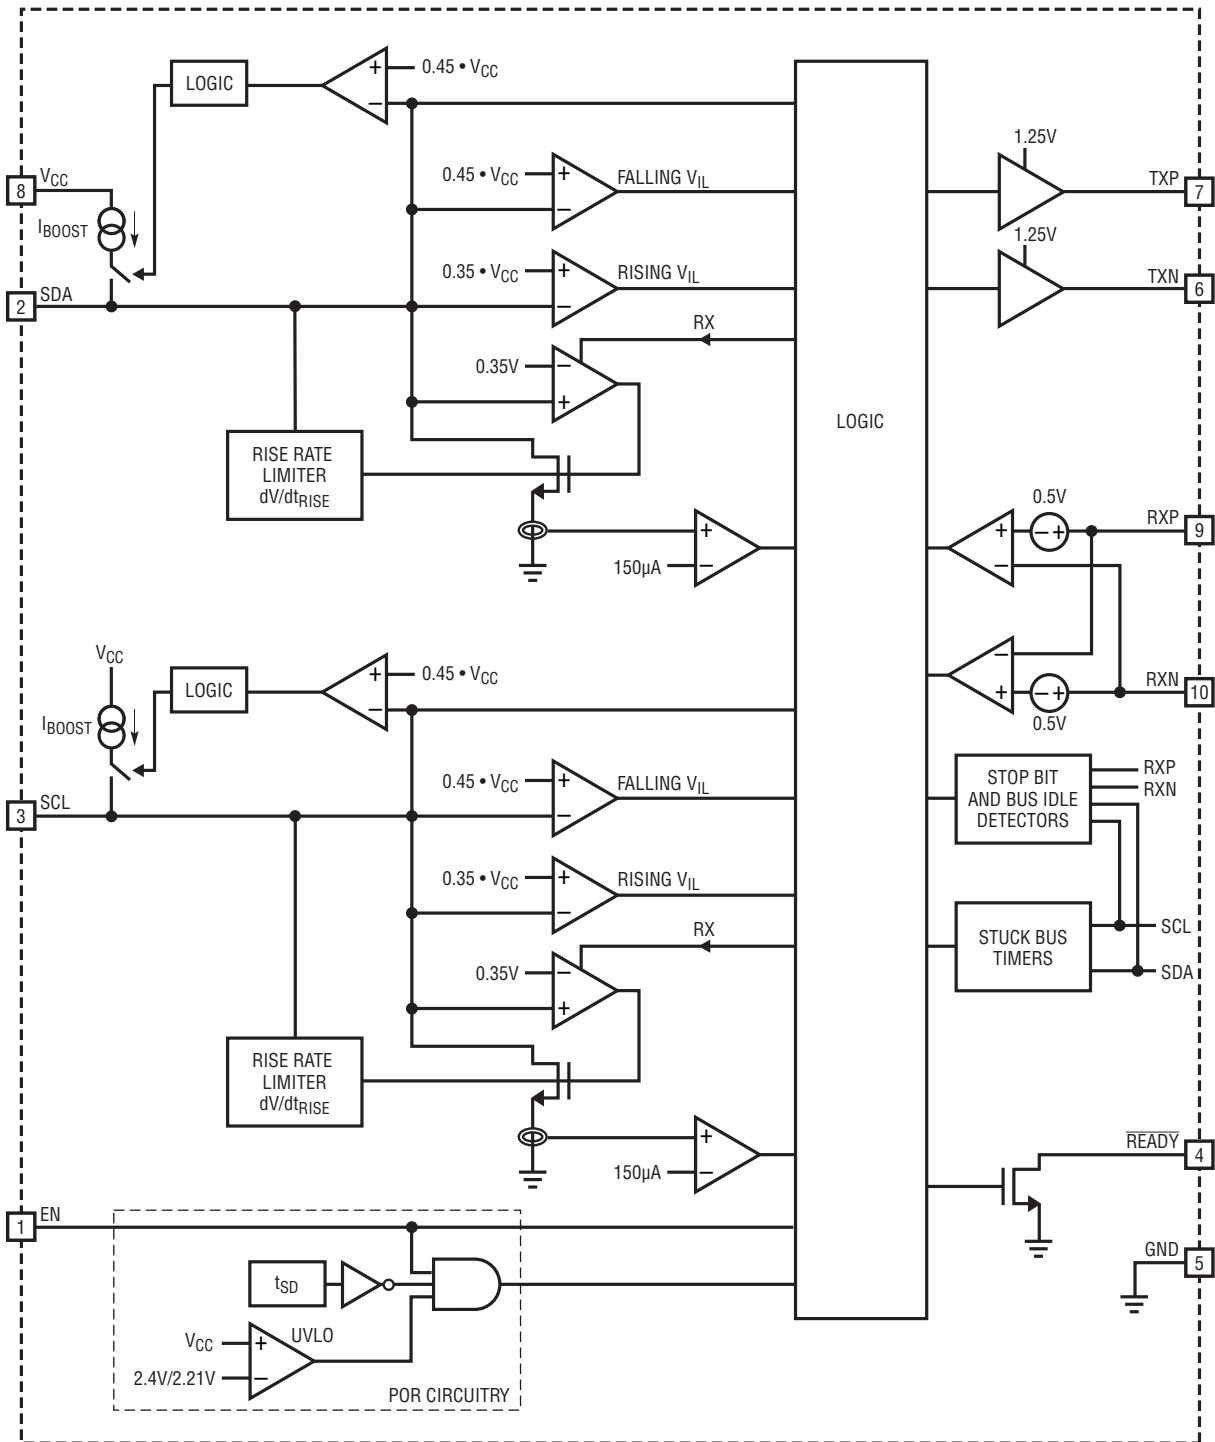 0.45 • VCC
LOGIC
+
−
1.25V
VCC
8
0.45 • VCC
+
FALLING VIL
−
TXP
7
IBOOST
1.25V
0.35 • VCC
+
RISING VIL
−
TXN
6
SDA
2
RX
0.35V
−
+
LOGIC
RISE RATE
LIMITER
dV/dtRISE
0.5V
RXP
9
+
− +
−
+
150µA
−
VCC
0.45 • VCC
+
−
LOGIC
−
+
− +
0.5V
RXN
10
IBOOST
0.45 • VCC
+
FALLING VIL
−
STOP BIT
AND BUS IDLE
DETECTORS
RXP
RXN
SCL
3
0.35 • VCC
+
RISING VIL
−
RX
STUCK BUS
TIMERS
SCL
SDA
0.35V
−
+
RISE RATE
LIMITER
dV/dtRISE
+
150µA
−
READY
4
EN
1
GND
5
tSD
UVLO
VCC
+
2.4V/2.21V
−
POR CIRCUITRY